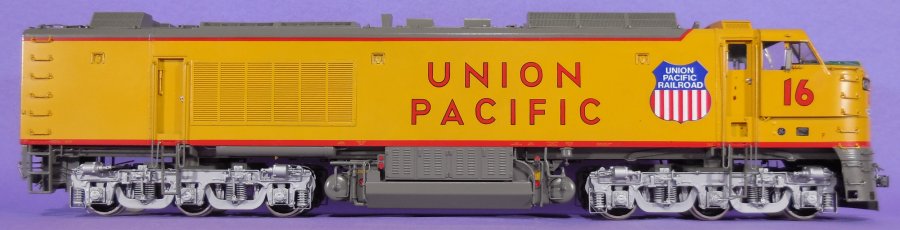 UNION
PACIFIC
UNION
PACIFIC
RAILROAD
16